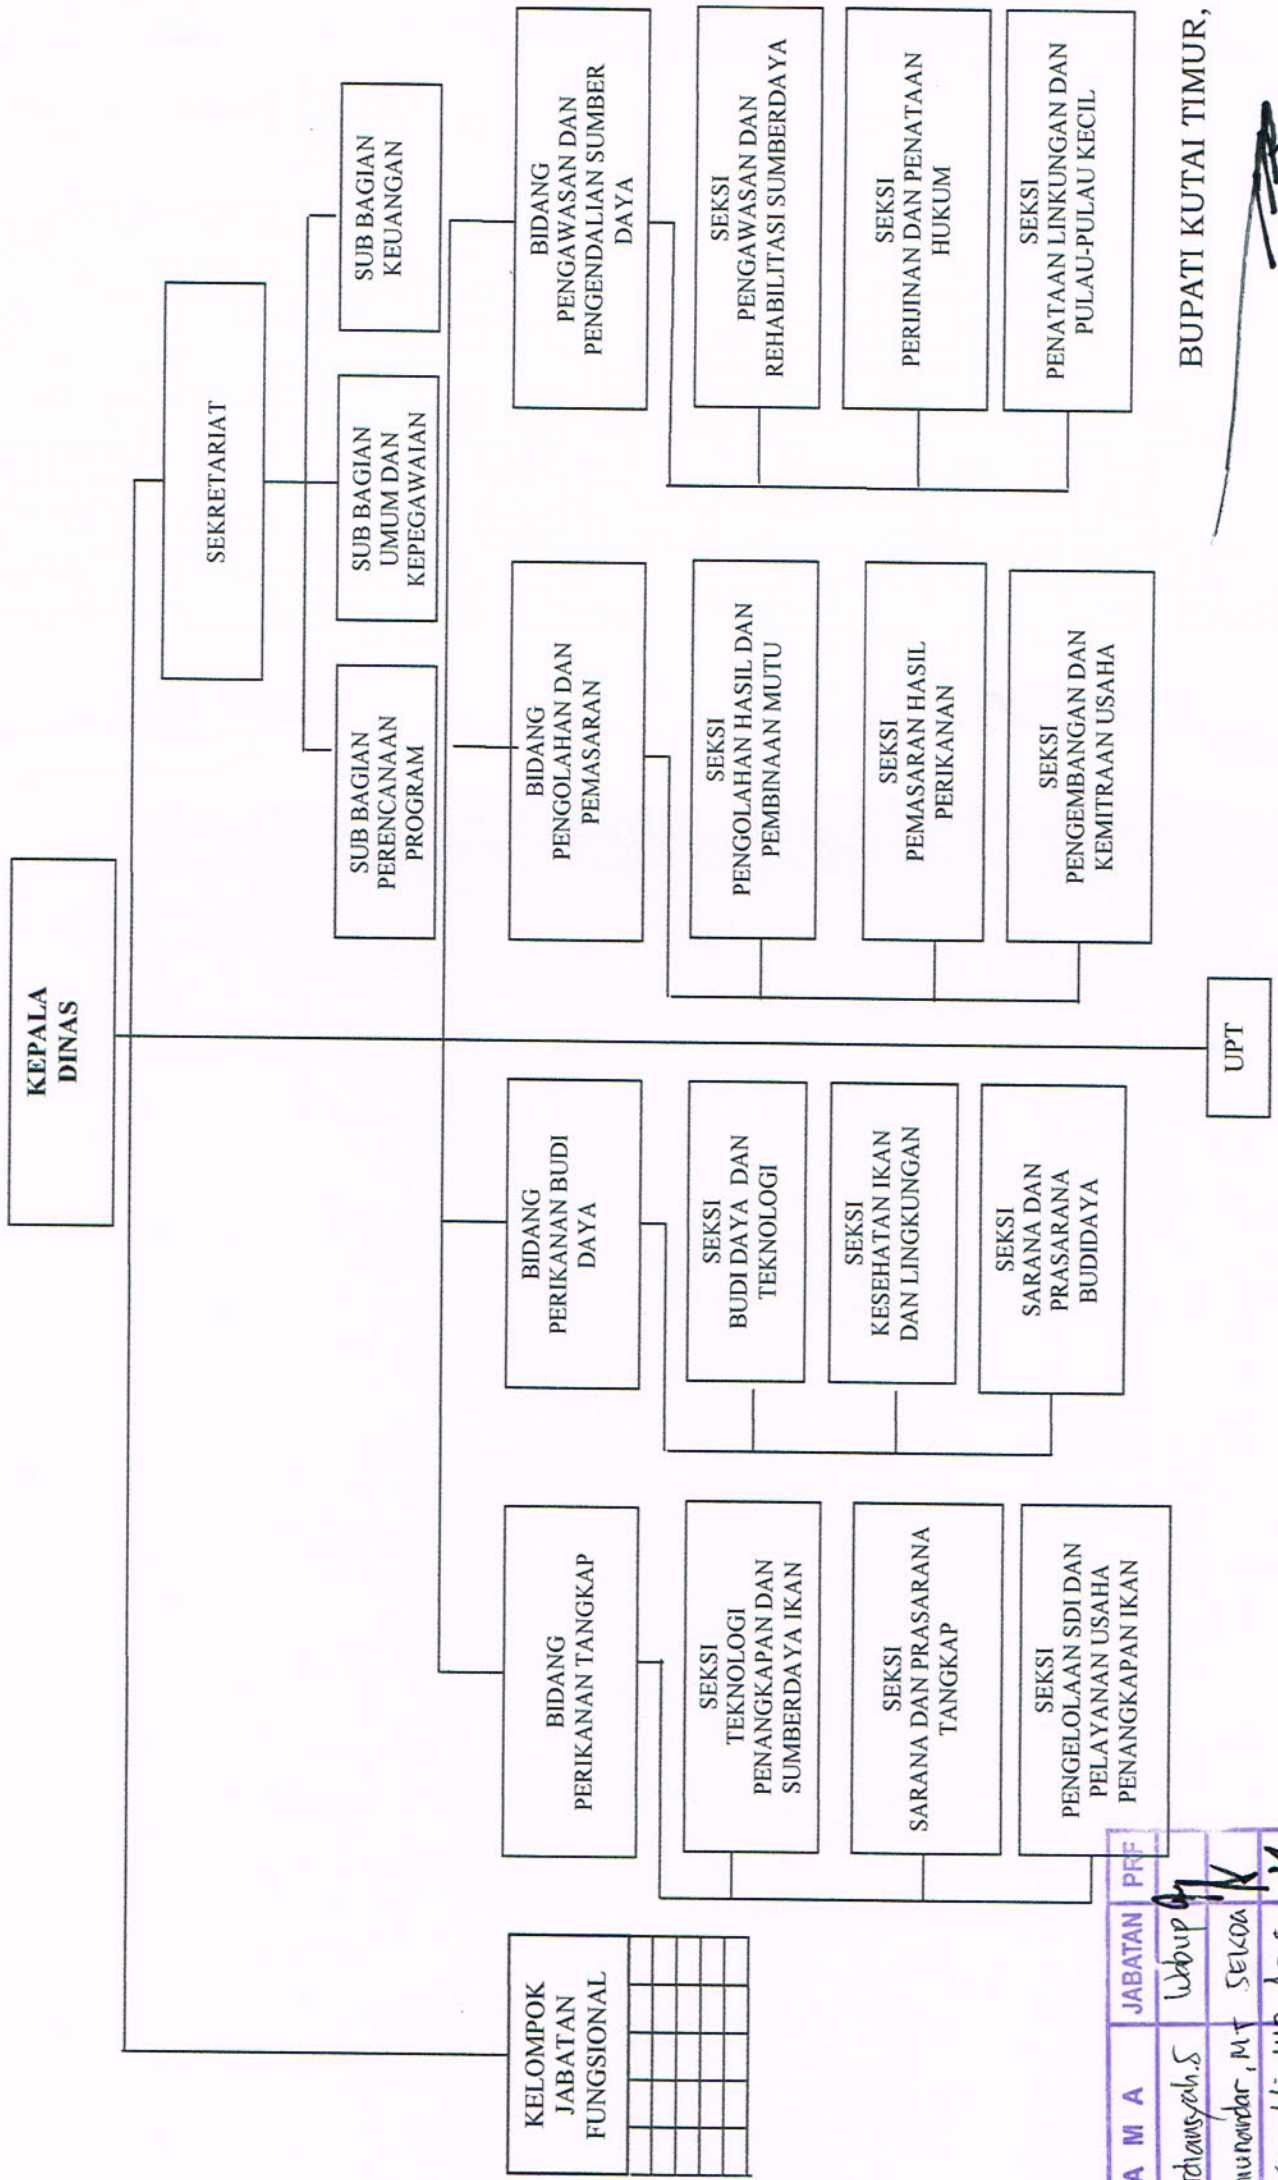 KEPALA
DINAS
SEKRETARIAT
SUB BAGIAN
PERENCANAAN
PROGRAM
SUB BAGIAN
UMUM DAN
KEPEGAWAIAN
SUB BAGIAN
KEUANGAN
KELOMPOK
JABATAN
FUNGSIONAL
BIDANG
PERIKANAN TANGKAP
SEKSI
TEKNOLOGI
PENANGKAPAN DAN
SUMBERDAYA IKAN
SEKSI
SARANA DAN PRASARANA
TANGKAP
SEKSI
PENGELOLAAN SDI DAN
PELAYANAN USAHA
PENANGKAPAN IKAN
BIDANG
PERIKANAN BUDI
DAYA
SEKSI
BUDI DAYA DAN
TEKNOLOGI
SEKSI
KESEHATAN IKAN
DAN LINGKUNGAN
SEKSI
SARANA DAN
PRASARANA
BUDIDAYA
BIDANG
PENGOLAHAN DAN
PEMASARAN
SEKSI
PENGOLAHAN HASIL DAN
PEMBINAAN MUTU
SEKSI
PEMASARAN HASIL
PERIKANAN
SEKSI
PENGEMBANGAN DAN
KEMITRAAN USAHA
BIDANG
PENGAWASAN DAN
PENGENDALIAN SUMBER
DAYA
SEKSI
PENGAWASAN DAN
REHABILITASI SUMBERDAYA
SEKSI
PERIJINAN DAN PENATAAN
HUKUM
SEKSI
PENATAAN LINKUNGAN DAN
PULAU-PULAU KECIL
UPT
BUPATI KUTAI TIMUR,
A M A JABATAN PRF
Wabup
MT